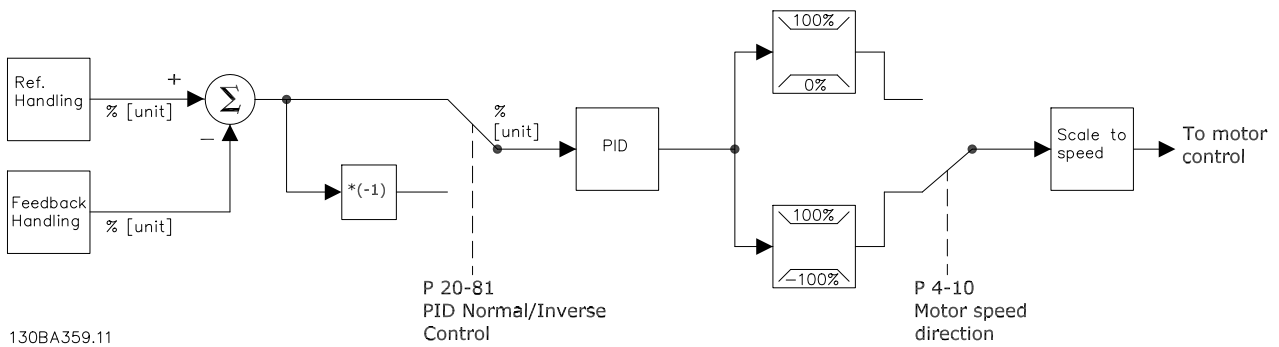 Ref.
Handling
+
% [unit]
Σ
−
Feedback
Handling
% [unit]
*(-1)
%
[unit]
PID
100%
0%
100%
-100%
Scale to
speed
To motor
control
P 20-81
PID Normal/Inverse
Control
P 4-10
Motor speed
direction
130BA359.11